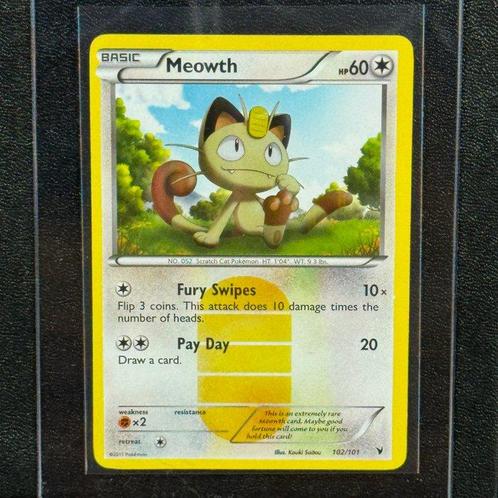 BASIC Meowth HP60
NO. 052 Scratch Cat Pokémon HT: 1'04" WT: 9.3 lbs.
Fury Swipes 10×
Flip 3 coins. This attack does 10 damage times the
number of heads.
Pay Day 20
Draw a card.
weakness resistance
×2
retreat
This is an extremely rare
Meowth card. Maybe good
fortune will come to you if you
hold this card!
©2011 Pokémon
Illus. Kouki Saitou 102/101